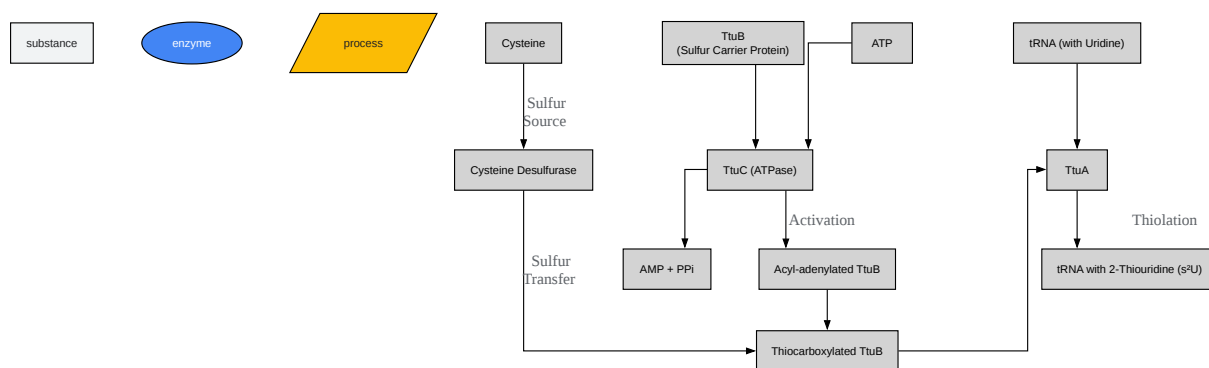 substance
enzyme
process
Cysteine
TtuB
(Sulfur Carrier Protein)
ATP
tRNA (with Uridine)
Sulfur
Source
Cysteine Desulfurase
TtuC (ATPase)
TtuA
Activation
Thiolation
Sulfur
Transfer
AMP + PPi
Acyl-adenylated TtuB
tRNA with 2-Thiouridine (s²U)
Thiocarboxylated TtuB